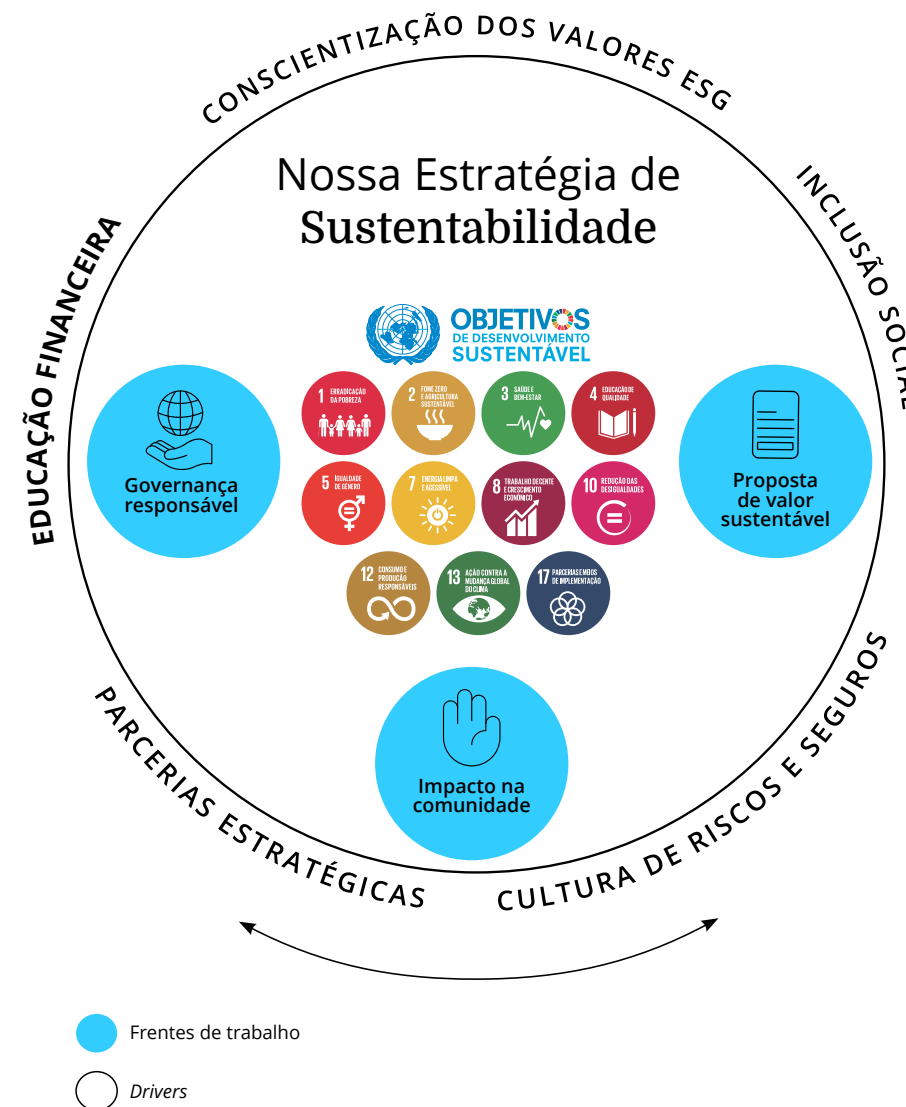 CONSCIENTIZAÇÃO DOS VALORES ESG
INCLUSÃO SOCIAL
Nossa Estratégia de
Sustentabilidade
EDUCAÇÃO FINANCEIRA
OBJETIVOS
DE DESENVOLVIMENTO
SUSTENTÁVEL
1 ERRADICAÇÃO
DA POBREZA
2 FOME ZERO
E AGRICULTURA
SUSTENTÁVEL
3 SAÚDE E
BEM-ESTAR
4 EDUCAÇÃO DE
QUALIDADE
Governança
responsável
5 IGUALDADE
DE GÊNERO
7 ENERGIA LIMPA
E ACESSÍVEL
8 TRABALHO DECENTE
E CRESCIMENTO
ECONÔMICO
10 REDUÇÃO DAS
DESIGUALDADES
Proposta
de valor
sustentável
12 CONSUMO E
PRODUÇÃO
RESPONSÁVEIS
13 AÇÃO CONTRA A
MUDANÇA GLOBAL
DO CLIMA
17 PARCERIAS E MEIOS
DE IMPLEMENTAÇÃO
Impacto na
comunidade
PARCERIAS ESTRATÉGICAS
CULTURA DE RISCOS E SEGUROS
Frentes de trabalho
Drivers